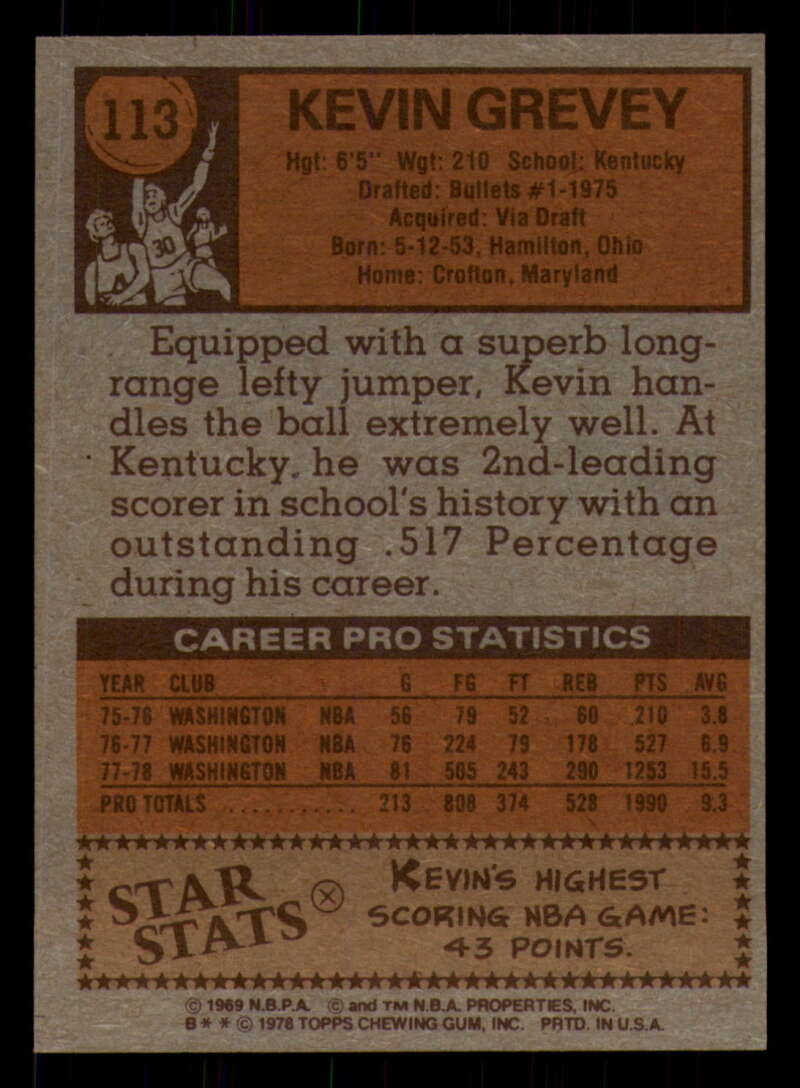 113
KEVIN GREVEY
Hgt: 6'5" Wgt: 210 School: Kentucky
Drafted: Bullets #1-1975
Acquired: Via Draft
Born: 5-12-53, Hamilton, Ohio
Home: Crofton, Maryland
30
Equipped with a superb long-
range lefty jumper, Kevin han-
dles the ball extremely well. At
Kentucky, he was 2nd-leading
scorer in school's history with an
outstanding .517 Percentage
during his career.
CAREER PRO STATISTICS
YEAR CLUB G FG FT REB PTS AVG
75-76 WASHINGTON NBA 56 79 52 60 210 3.8
76-77 WASHINGTON NBA 76 224 79 178 527 6.9
77-78 WASHINGTON NBA 81 505 243 290 1253 15.5
PRO TOTALS ............ 213 808 374 528 1990 9.3
STAR STATS
KEVIN'S HIGHEST
SCORING NBA GAME:
43 POINTS.
© 1969 N.B.P.A. © and TM N.B.A. PROPERTIES, INC.
B * * © 1978 TOPPS CHEWING GUM, INC. PRTD. IN U.S.A.